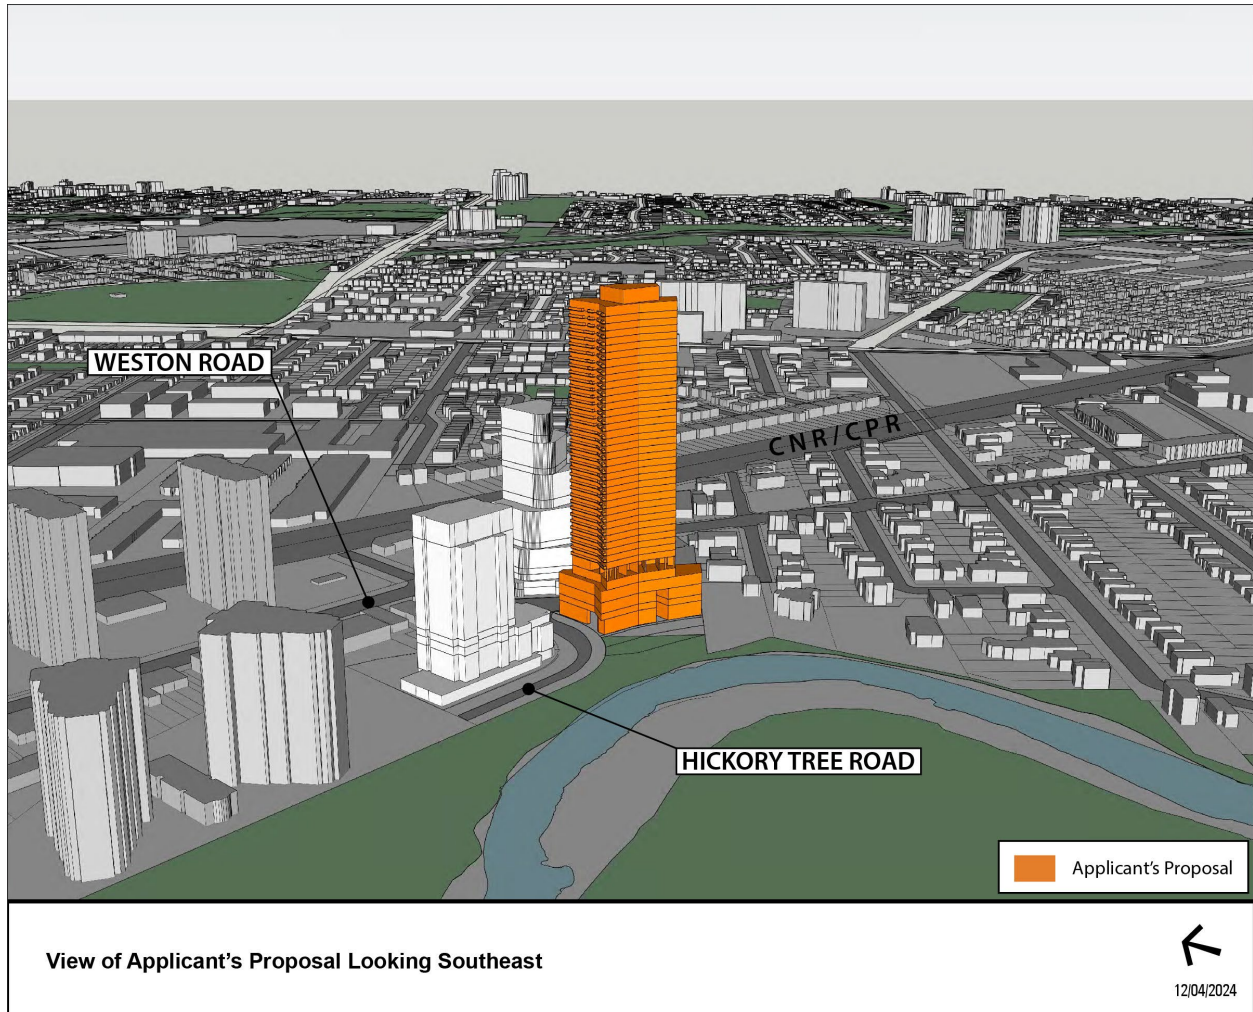 WESTON ROAD
CNR/CPR
HICKORY TREE ROAD
Applicant's Proposal
View of Applicant's Proposal Looking Southeast
12/04/2024